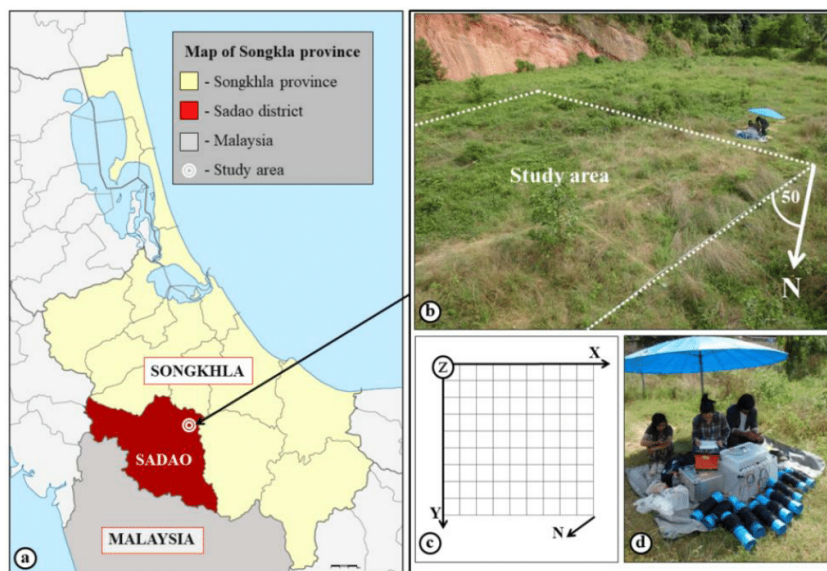 Map of Songkla province
- Songkhla province
- Sadao district
- Malaysia
- Study area
SONGKHLA
SADAO
MALAYSIA
a
Study area
50
N
b
Z
X
Y
N
c
d